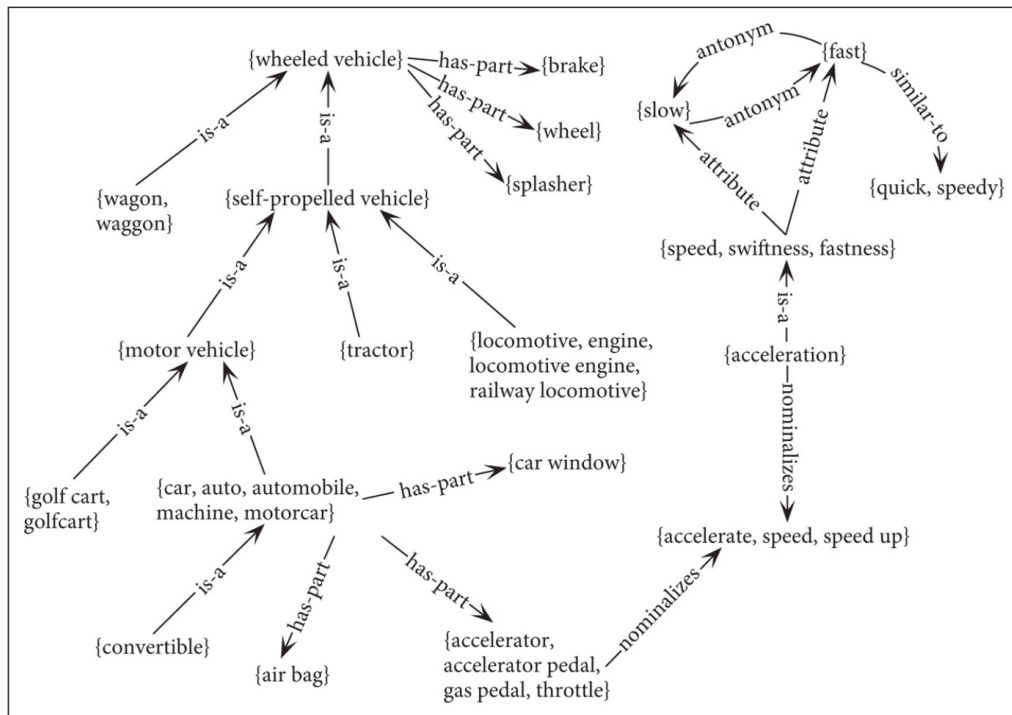 antonym
{wheeled vehicle}
has-part
{brake}
{fast}
has-part
has-part
{wheel}
{slow}
antonym
similar-to
is-a
is-a
{splasher}
attribute
attribute
{quick, speedy}
{wagon,
waggon}
{self-propelled vehicle}
{speed, swiftness, fastness}
is-a
is-a
is-a
is-a
{motor vehicle}
{tractor}
{locomotive, engine,
locomotive engine,
railway locomotive}
{acceleration}
nominalizes
is-a
is-a
{golf cart,
golfcart}
{car, auto, automobile,
machine, motorcar}
has-part
{car window}
{accelerate, speed, speed up}
is-a
has-part
has-part
nominalizes
{convertible}
{air bag}
{accelerator,
accelerator pedal,
gas pedal, throttle}